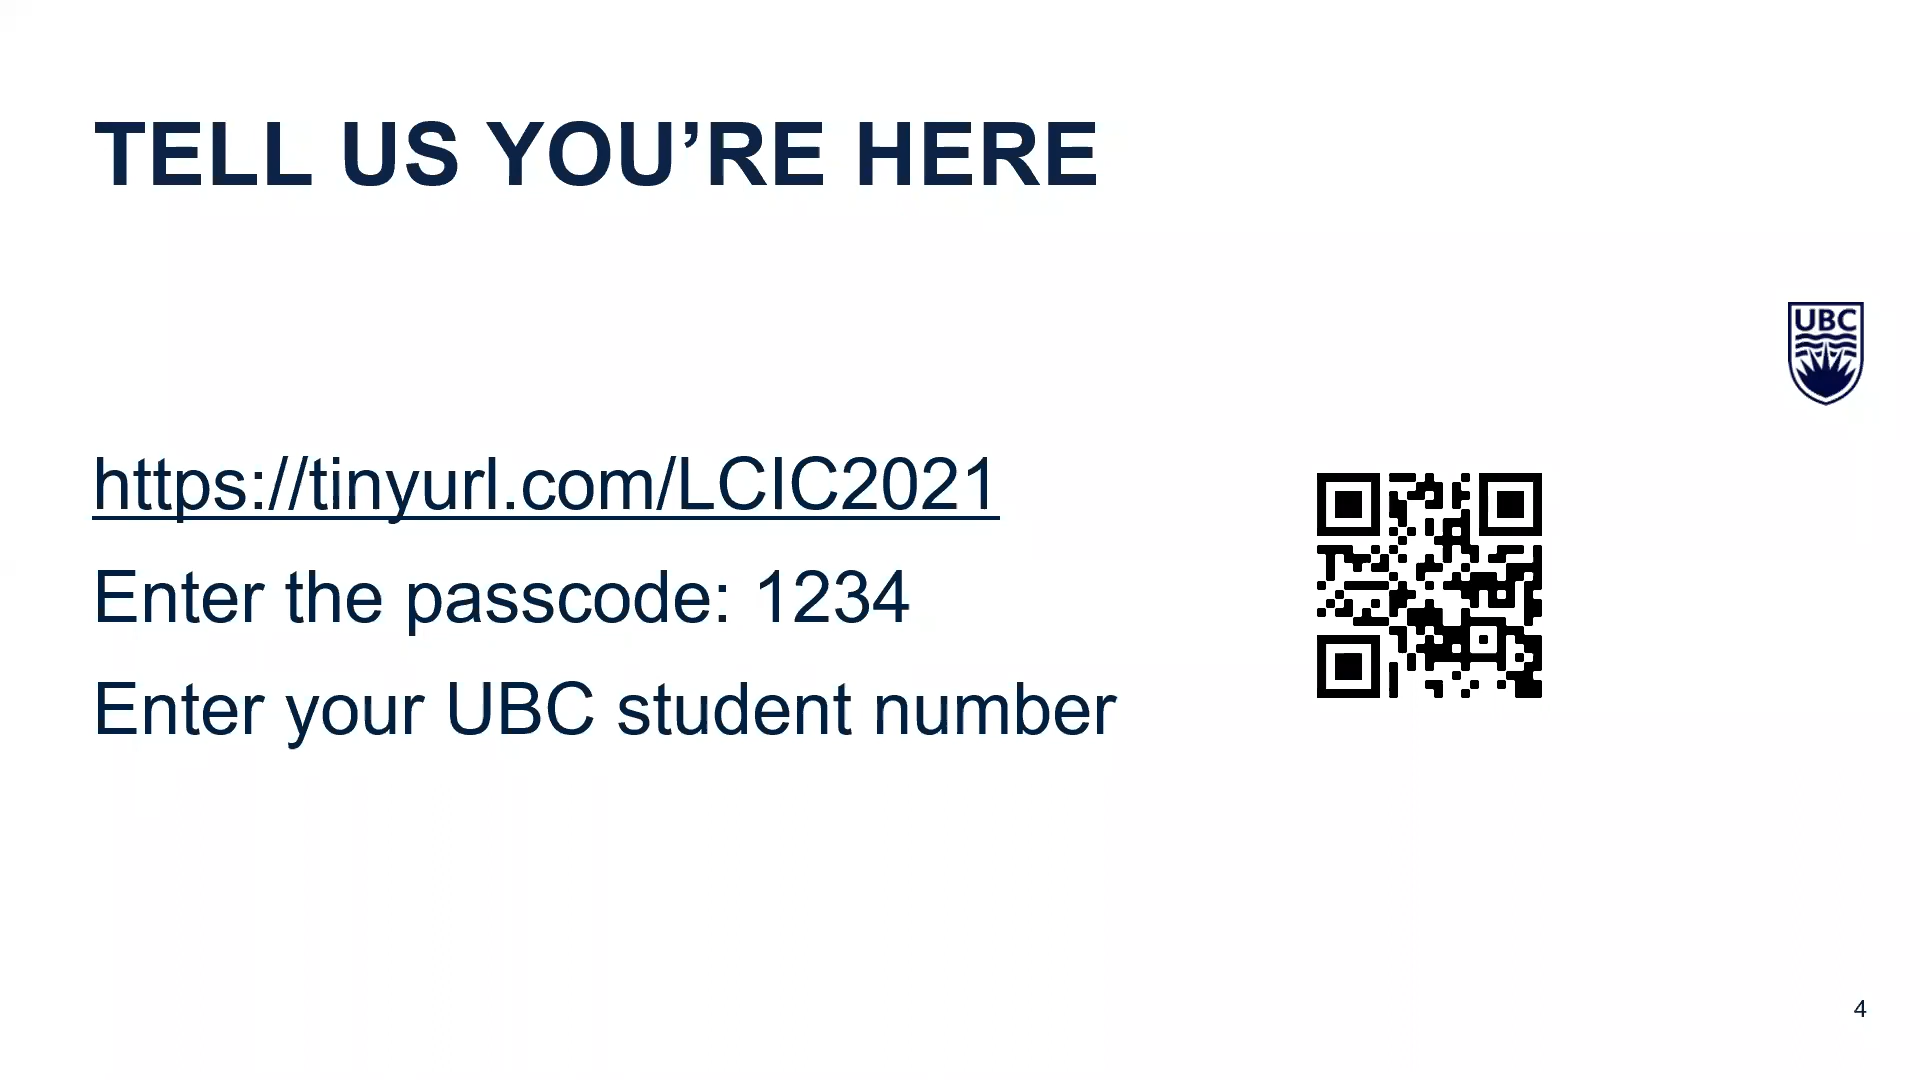 TELL US YOU’RE HERE
UBC
https://tinyurl.com/LCIC2021
Enter the passcode: 1234
Enter your UBC student number
4